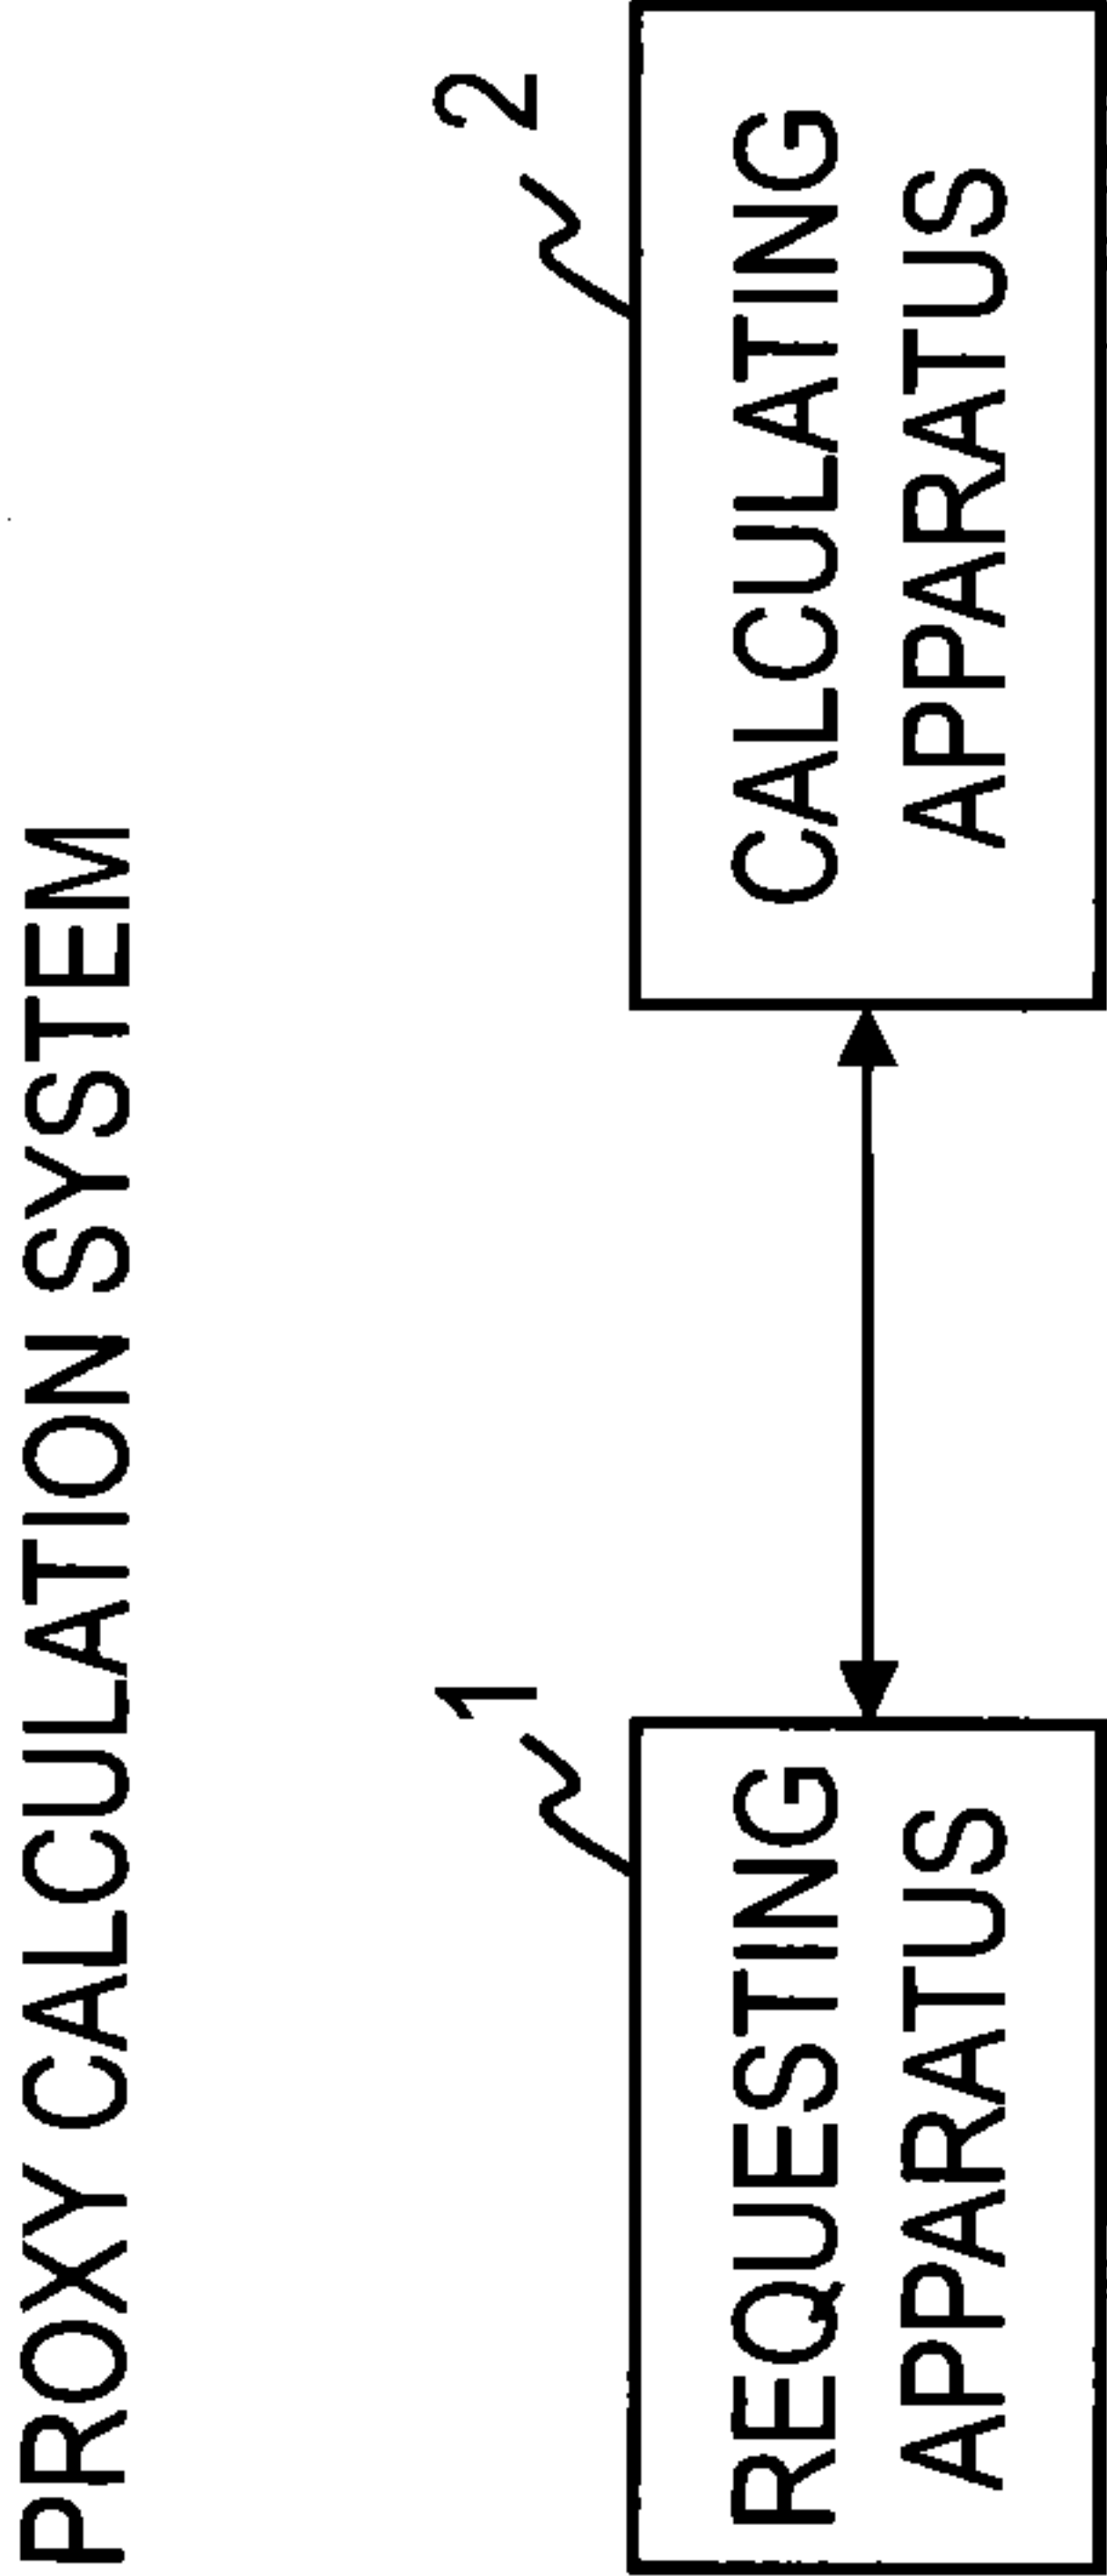 PROXY CALCULATION SYSTEM
1
REQUESTING
APPARATUS
2
CALCULATING
APPARATUS